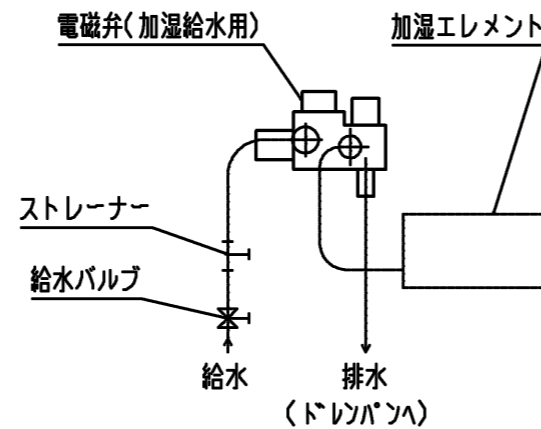 電磁弁(加湿給水用)
加湿エレメント
ストレーナー
給水バルブ
給水
排水
(ドレンパンへ)